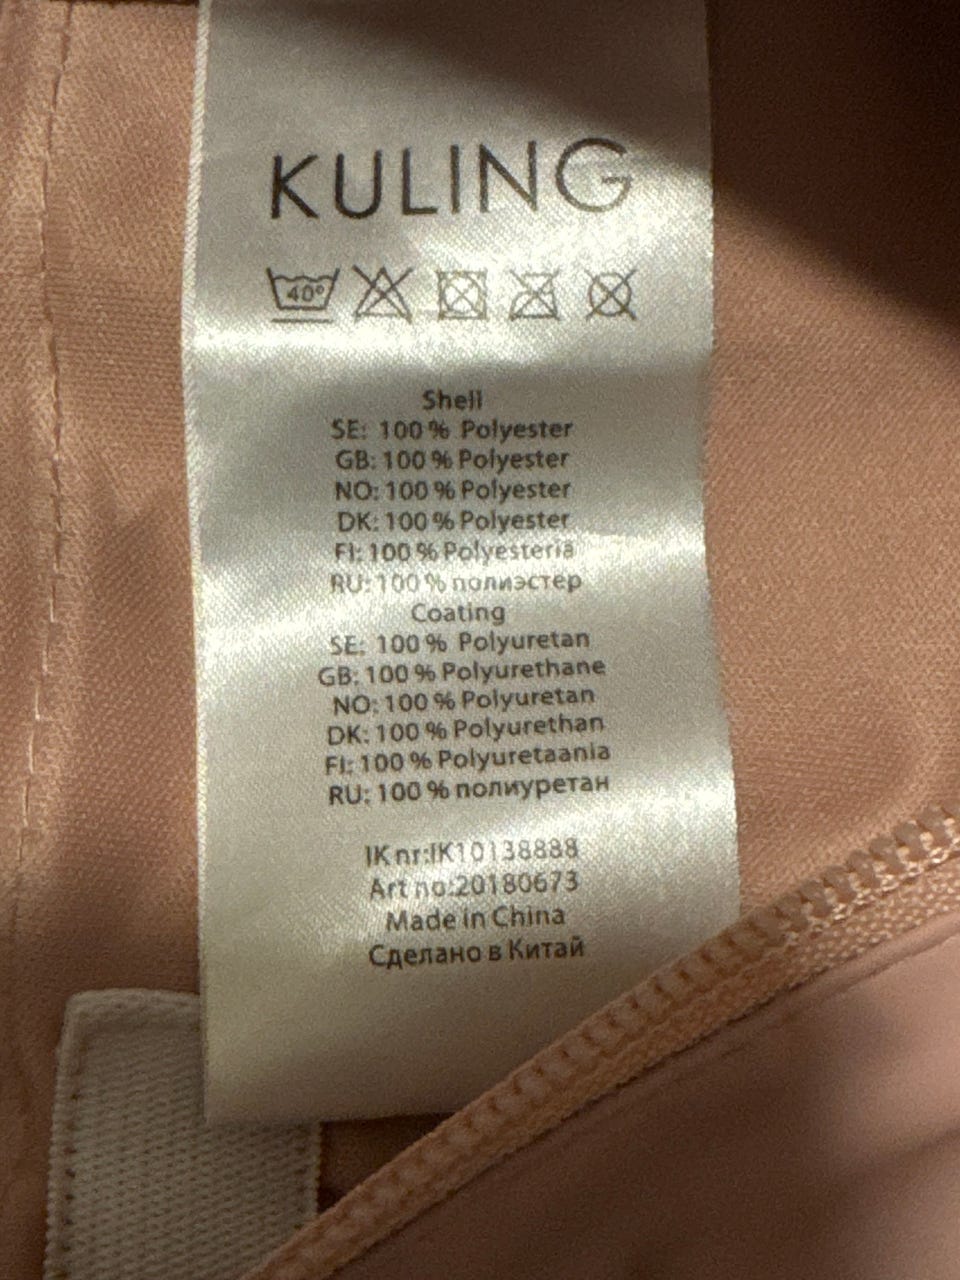 KULING
40°
Shell
SE: 100 % Polyester
GB: 100 % Polyester
NO: 100 % Polyester
DK: 100 % Polyester
FI: 100 % Polyesteriä
RU: 100 % полиэстер
Coating
SE: 100 % Polyuretan
GB: 100 % Polyurethane
NO: 100 % Polyuretan
DK: 100 % Polyurethan
FI: 100 % Polyuretaania
RU: 100 % полиуретан
IK nr:IK10138888
Art no:20180673
Made in China
Сделано в Китай